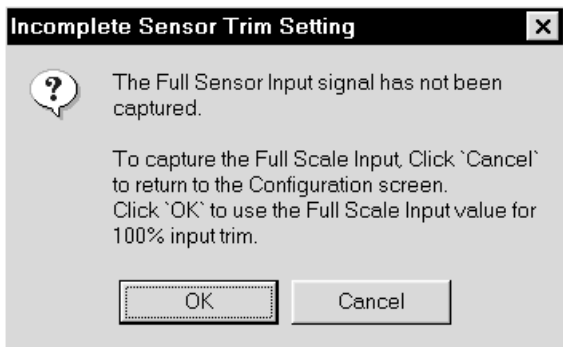 Incomplete Sensor Trim Setting
The Full Sensor Input signal has not been
captured.
To capture the Full Scale Input, Click `Cancel`
to return to the Configuration screen.
Click `OK` to use the Full Scale Input value for
100% input trim.
OK
Cancel